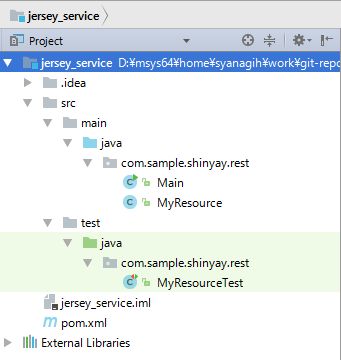 jersey_service
Project
jersey_service D:¥msys64¥home¥syanagih¥work¥git-repo
.idea
src
main
java
com.sample.shinyay.rest
Main
MyResource
test
java
com.sample.shinyay.rest
MyResourceTest
jersey_service.iml
pom.xml
External Libraries